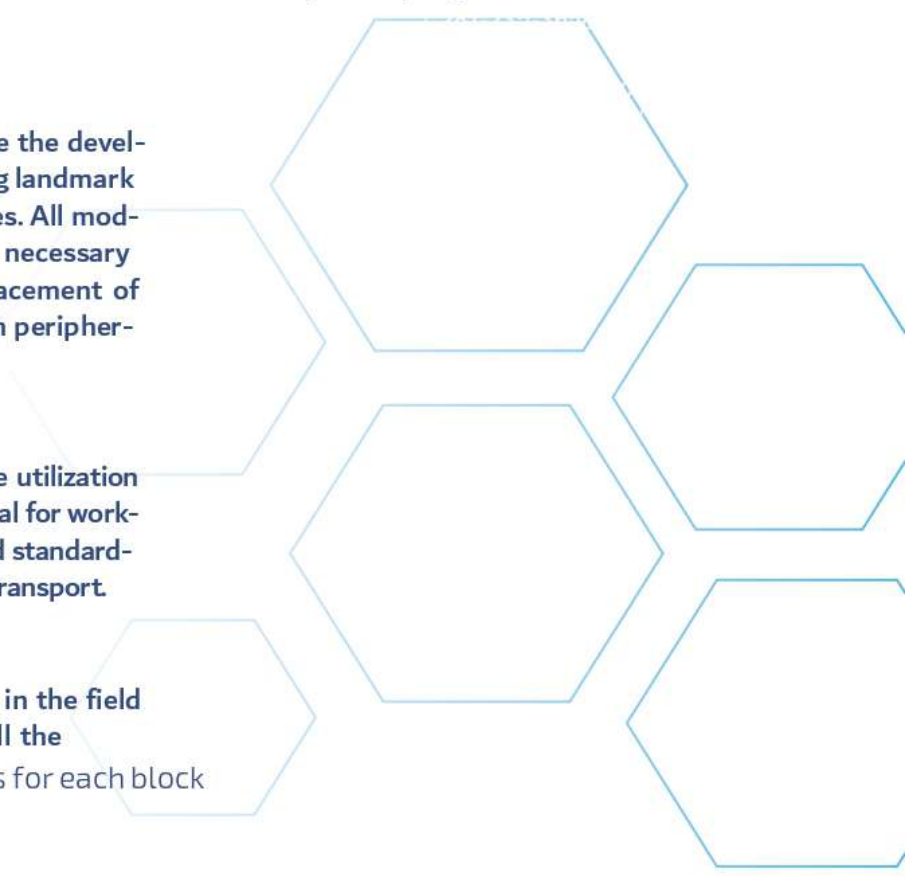 e the devel-
g landmark
es. All mod-
necessary
acement of
n peripher-
e utilization
al for work-
d standard-
ransport.
in the field
ll the
s for each block